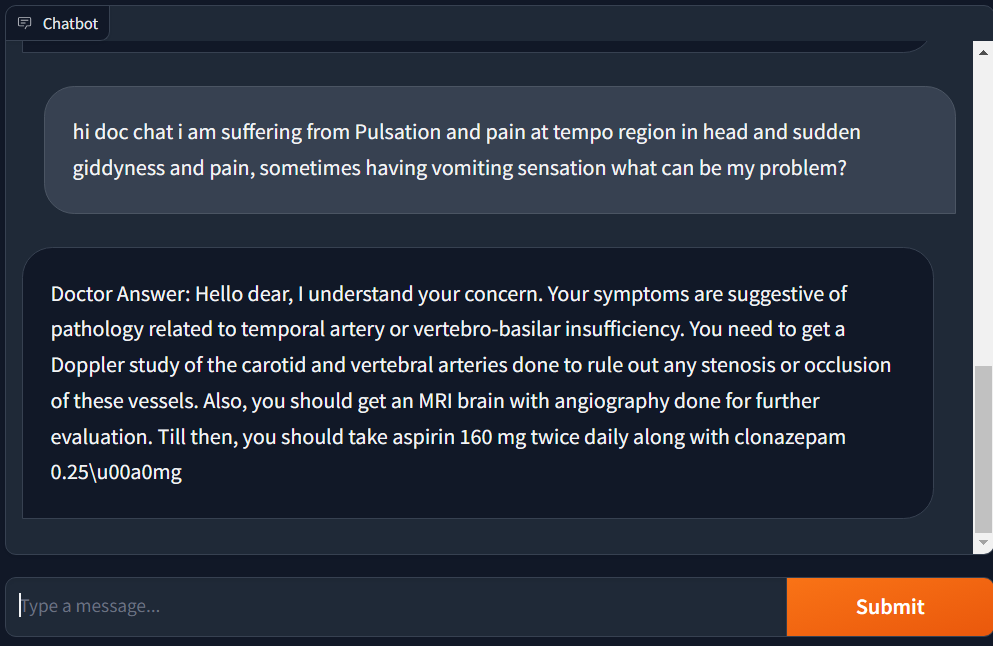 Chatbot
hi doc chat i am suffering from Pulsation and pain at tempo region in head and sudden
giddyness and pain, sometimes having vomiting sensation what can be my problem?
Doctor Answer: Hello dear, I understand your concern. Your symptoms are suggestive of
pathology related to temporal artery or vertebro-basilar insufficiency. You need to get a
Doppler study of the carotid and vertebral arteries done to rule out any stenosis or occlusion
of these vessels. Also, you should get an MRI brain with angiography done for further
evaluation. Till then, you should take aspirin 160 mg twice daily along with clonazepam
0.25\u00a0mg
Type a message...
Submit